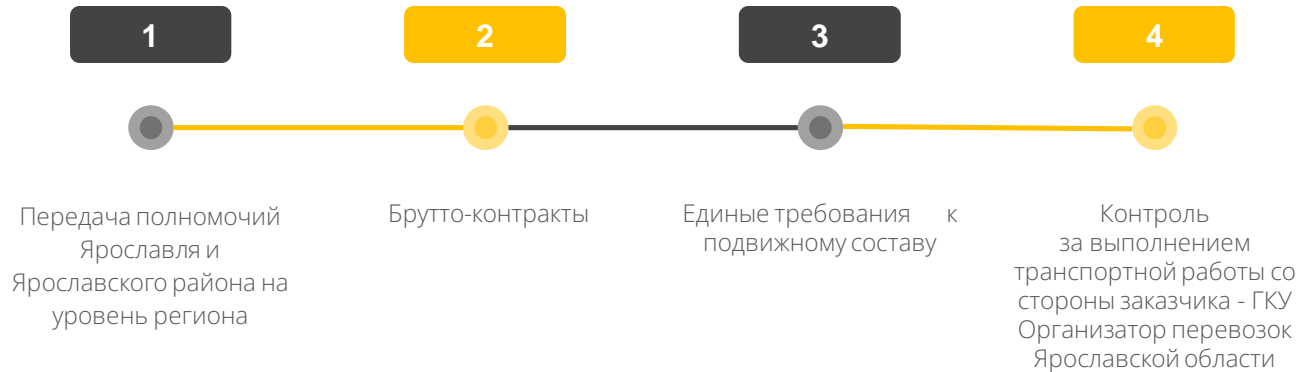 1
Передача полномочий
Ярославля и
Ярославского района на
уровень региона
2
Брутто-контракты
3
Единые требования к
подвижному составу
4
Контроль
за выполнением
транспортной работы со
стороны заказчика - ГКУ
Организатор перевозок
Ярославской области